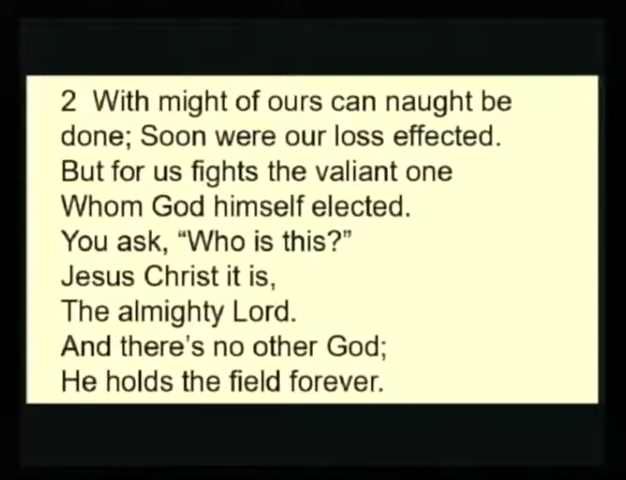 2 With might of ours can naught be
done; Soon were our loss effected.
But for us fights the valiant one
Whom God himself elected.
You ask, “Who is this?”
Jesus Christ it is,
The almighty Lord.
And there’s no other God;
He holds the field forever.